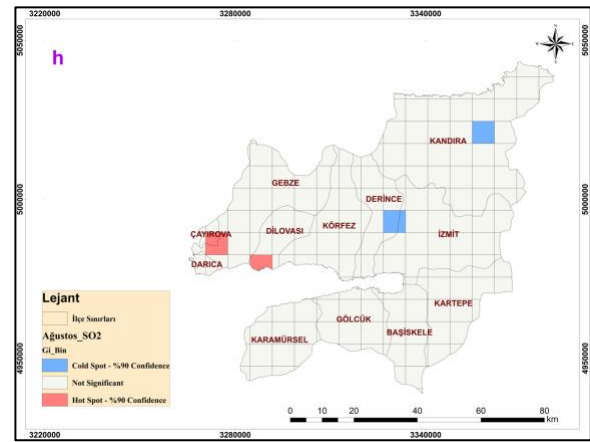 3220000 3280000 3340000
5050000 5050000
h
KANDIRA
GEBZE
DERİNCE
5000000 5000000
ÇAYIROVA DİLOVASI KÖRFEZ İZMİT
DARICA
Lejant
İlçe Sınırları
Ağustos_SO2
Gi_Bin
Cold Spot - %90 Confidence
Not Significant
Hot Spot - %90 Confidence
KARTEPE
GÖLCÜK
BAŞİSKELE
KARAMÜRSEL
4950000 4950000
0 10 20 40 60 80
km
3280000 3340000